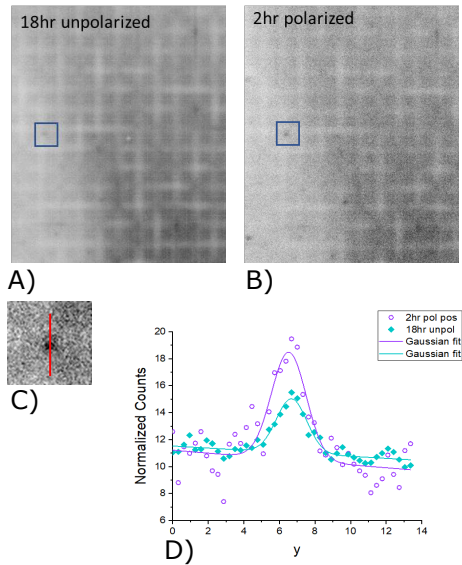 18hr unpolarized
2hr polarized
A)
B)
C)
2hr pol pos
18hr unpol
Gaussian fit
Gaussian fit
Normalized Counts
20
18
16
14
12
10
8
6
0
2
4
6
8
10
12
14
y
D)